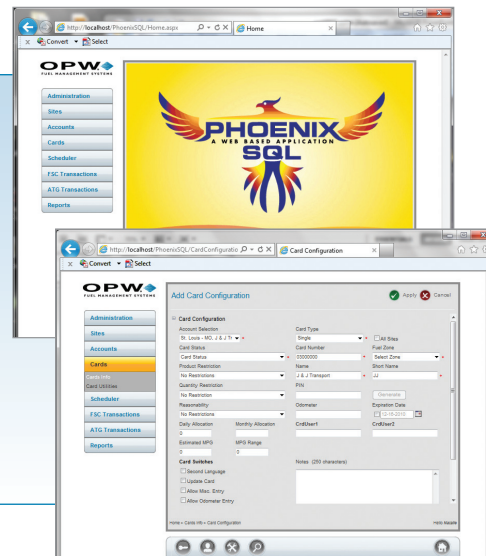 http://localhost/PhoenixSQL/Home.aspx
Home
x Convert Select
OPW
FUEL MANAGEMENT SYSTEMS
Administration
Sites
Accounts
Cards
Scheduler
FSC Transactions
ATG Transactions
Reports
PHOENIX
A WEB BASED APPLICATION
SQL
http://localhost/PhoenixSQL/CardConfiguratio
Card Configuration
x Convert Select
OPW
FUEL MANAGEMENT SYSTEMS
Administration
Sites
Accounts
Cards
Cards Info
Card Utilities
Scheduler
FSC Transactions
ATG Transactions
Reports
Add Card Configuration
Apply Cancel
Card Configuration
Account Selection Card Type
St. Louis - MO, J & J Tr * Single * All Sites
Card Status Card Number Fuel Zone
Card Status * 00000000 * Select Zone *
Product Restriction Name Short Name
No Restrictions J & J Transport * JJ *
Quantity Restriction PIN
No Restriction Generate
Reasonability Odometer Expiration Date
No Restrictions 12-16-2010
Daily Allocation Monthly Allocation CrdUser1 CrdUser2
0 0
Estimated MPG MPG Range
0 0
Card Switches Notes (250 characters)
Second Language
Update Card
Allow Misc. Entry
Allow Odometer Entry
Home » Cards Info » Card Configuration